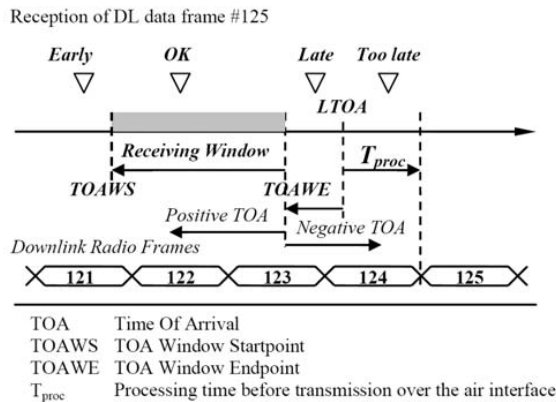 Reception of DL data frame #125
Early OK Late Too late
LTOA
Receiving Window Tproc
TOAWS TOAWE
Positive TOA Negative TOA
Downlink Radio Frames
121 122 123 124 125
TOA Time Of Arrival
TOAWS TOA Window Startpoint
TOAWE TOA Window Endpoint
Tproc Processing time before transmission over the air interface